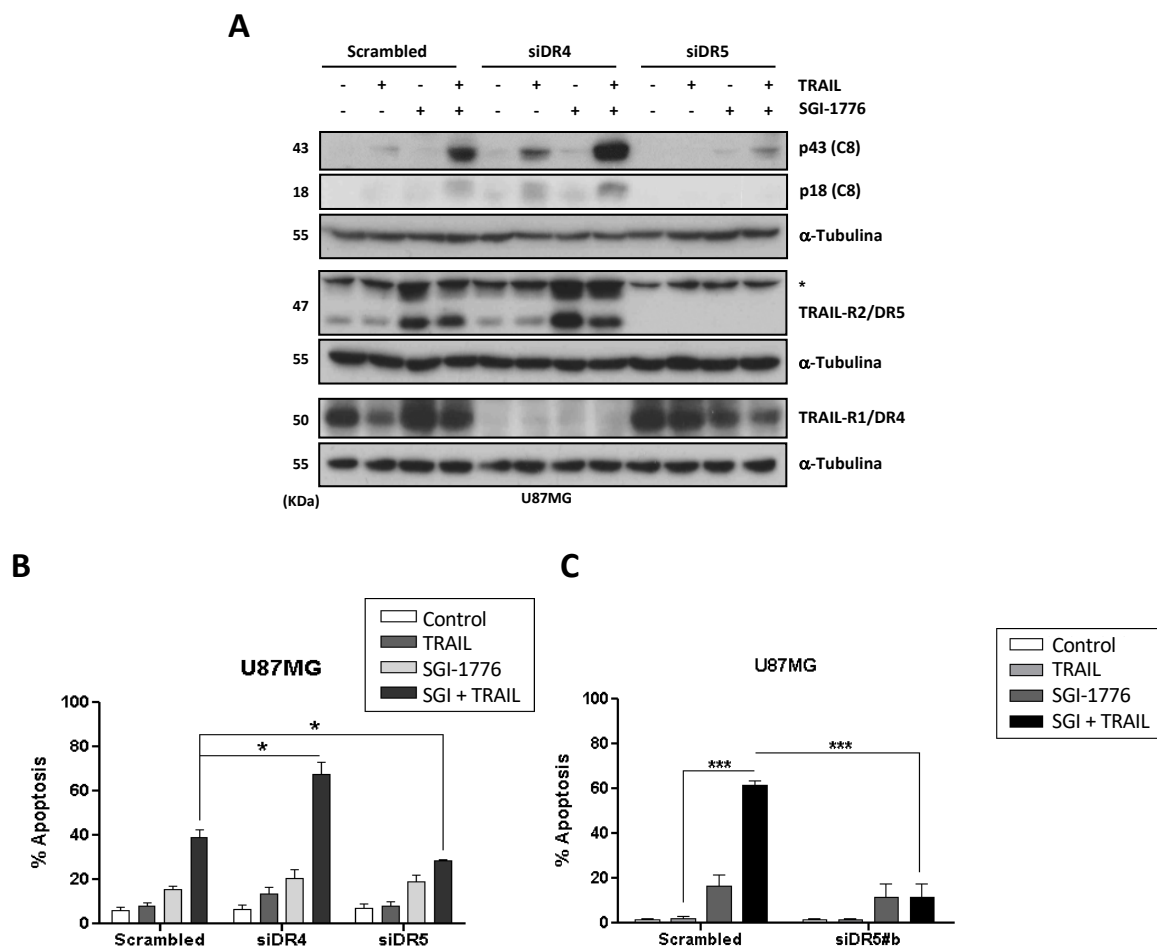 A
Scrambled siDR4 siDR5
- + - + - + - + - + - + TRAIL
- - + + - - + + - - + + SGI-1776
43 p43 (C8)
18 p18 (C8)
55 α-Tubulina
*
47 TRAIL-R2/DR5
55 α-Tubulina
50 TRAIL-R1/DR4
55 α-Tubulina
(KDa) U87MG
B
Control
TRAIL
SGI-1776
SGI + TRAIL
U87MG
% Apoptosis
100
80
60
40
20
0
* *
Scrambled siDR4 siDR5
C
Control
TRAIL
SGI-1776
SGI + TRAIL
U87MG
% Apoptosis
100
80
60
40
20
0
*** ***
Scrambled siDR5#b